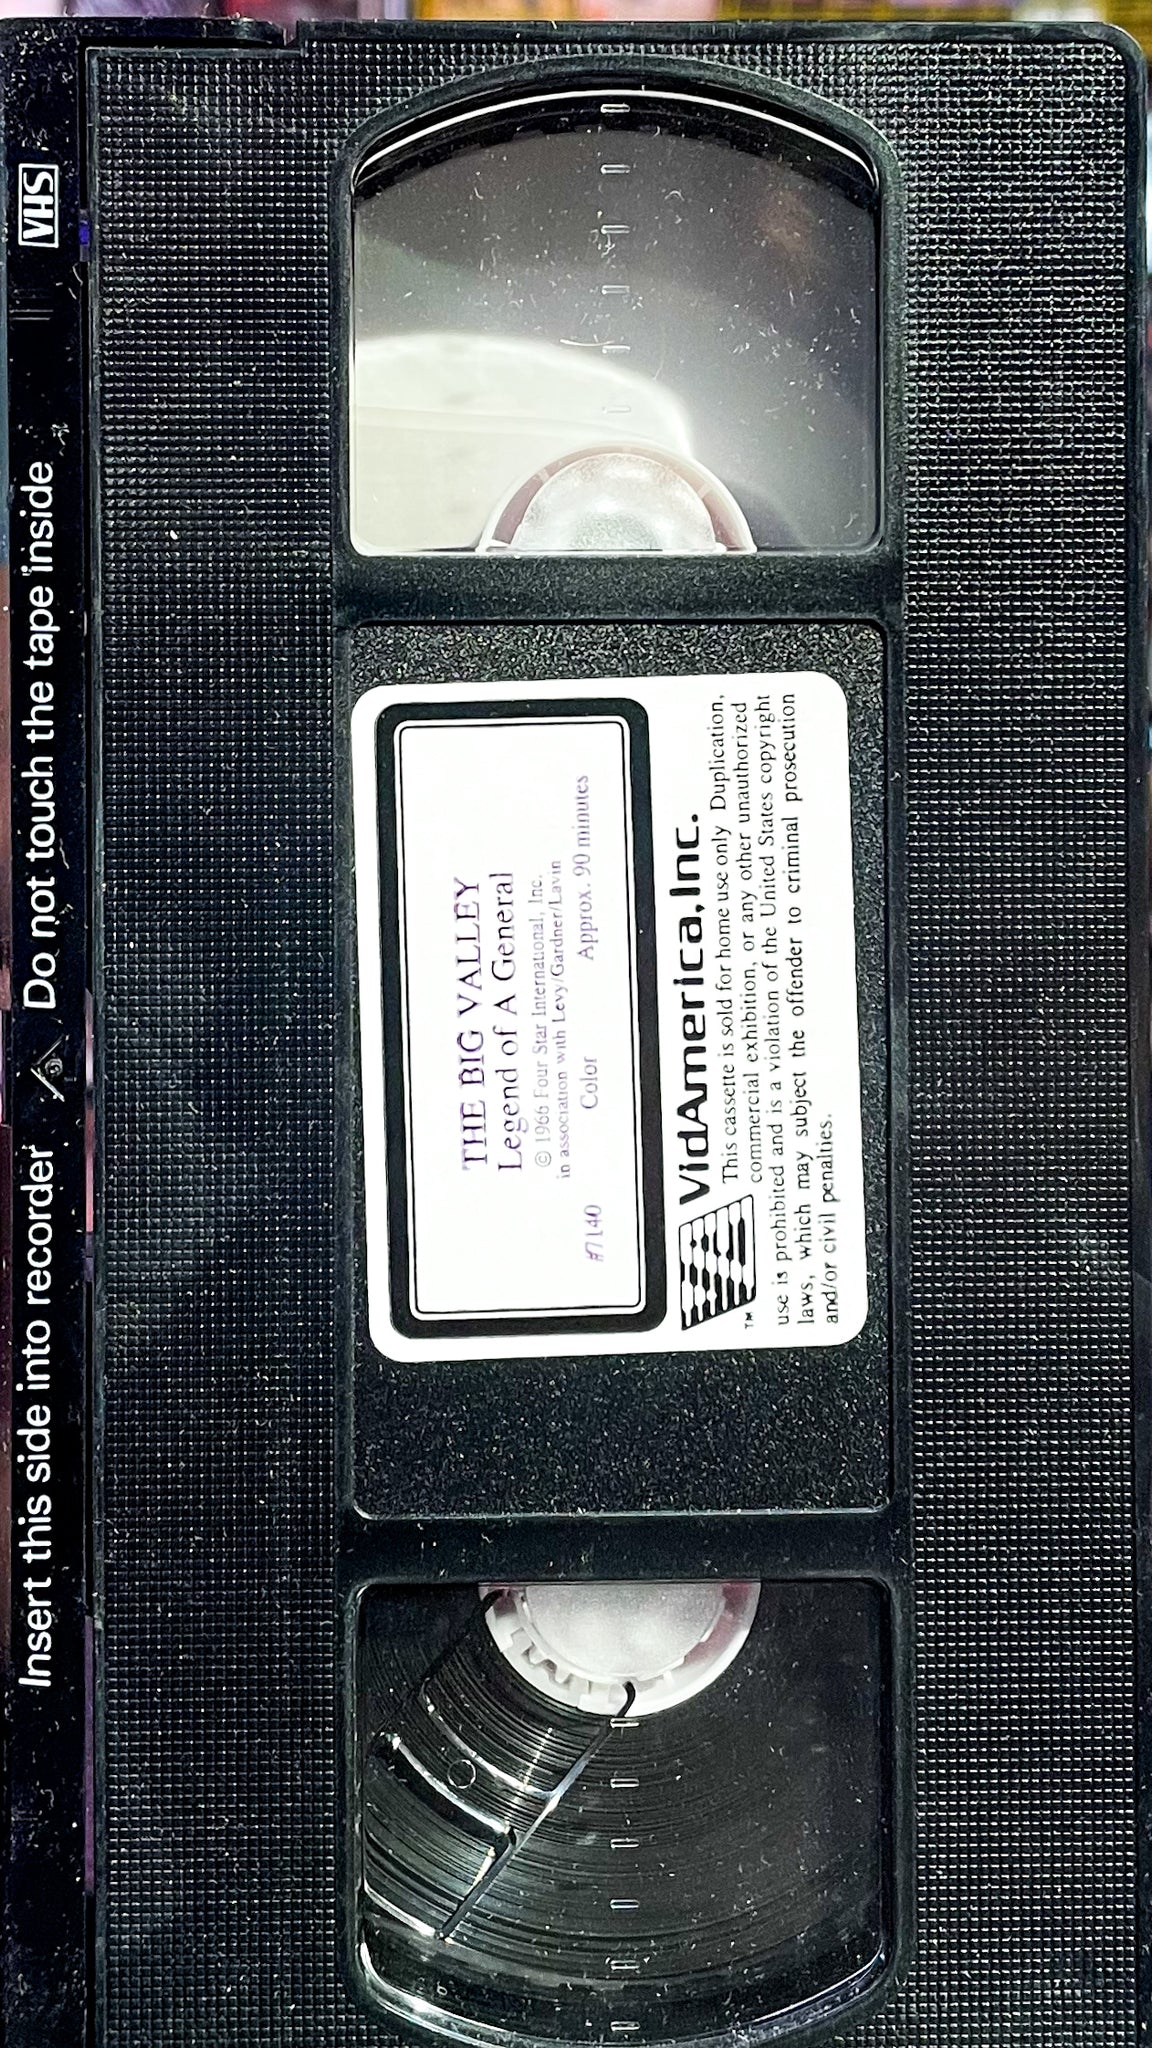 Insert this side into recorder Do not touch the tape inside VHS
THE BIG VALLEY
Legend of A General
© 1966 Four Star International, Inc.
in association with Levy/Gardner/Lavin
#7140 Color Approx. 90 minutes
VidAmerica, Inc.
This cassette is sold for home use only. Duplication,
commercial exhibition, or any other unauthorized
TM
use is prohibited and is a violation of the United States copyright
laws, which may subject the offender to criminal prosecution
and/or civil penalties.